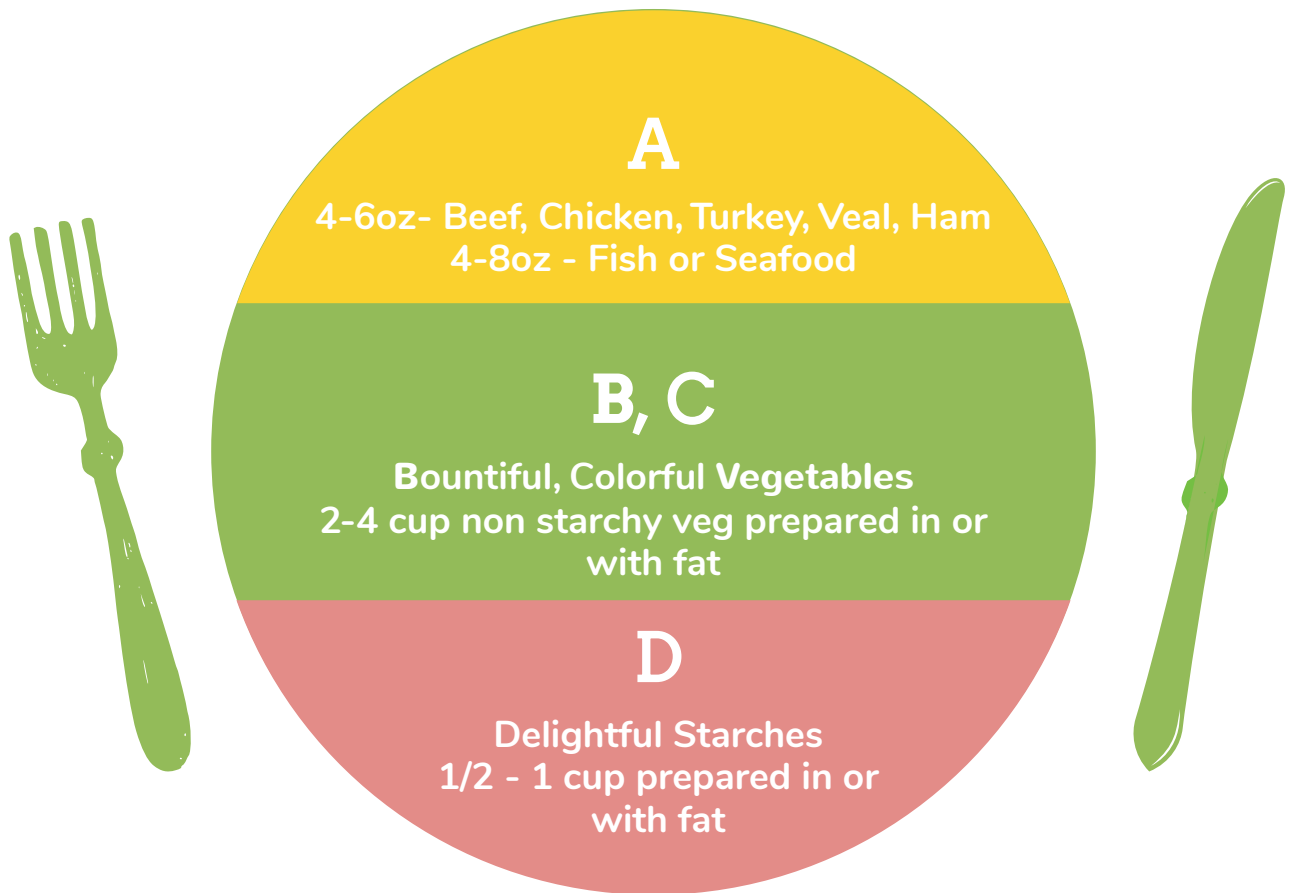 A
4-6oz- Beef, Chicken, Turkey, Veal, Ham
4-8oz - Fish or Seafood
B, C
Bountiful, Colorful Vegetables
2-4 cup non starchy veg prepared in or
with fat
D
Delightful Starches
1/2 - 1 cup prepared in or
with fat